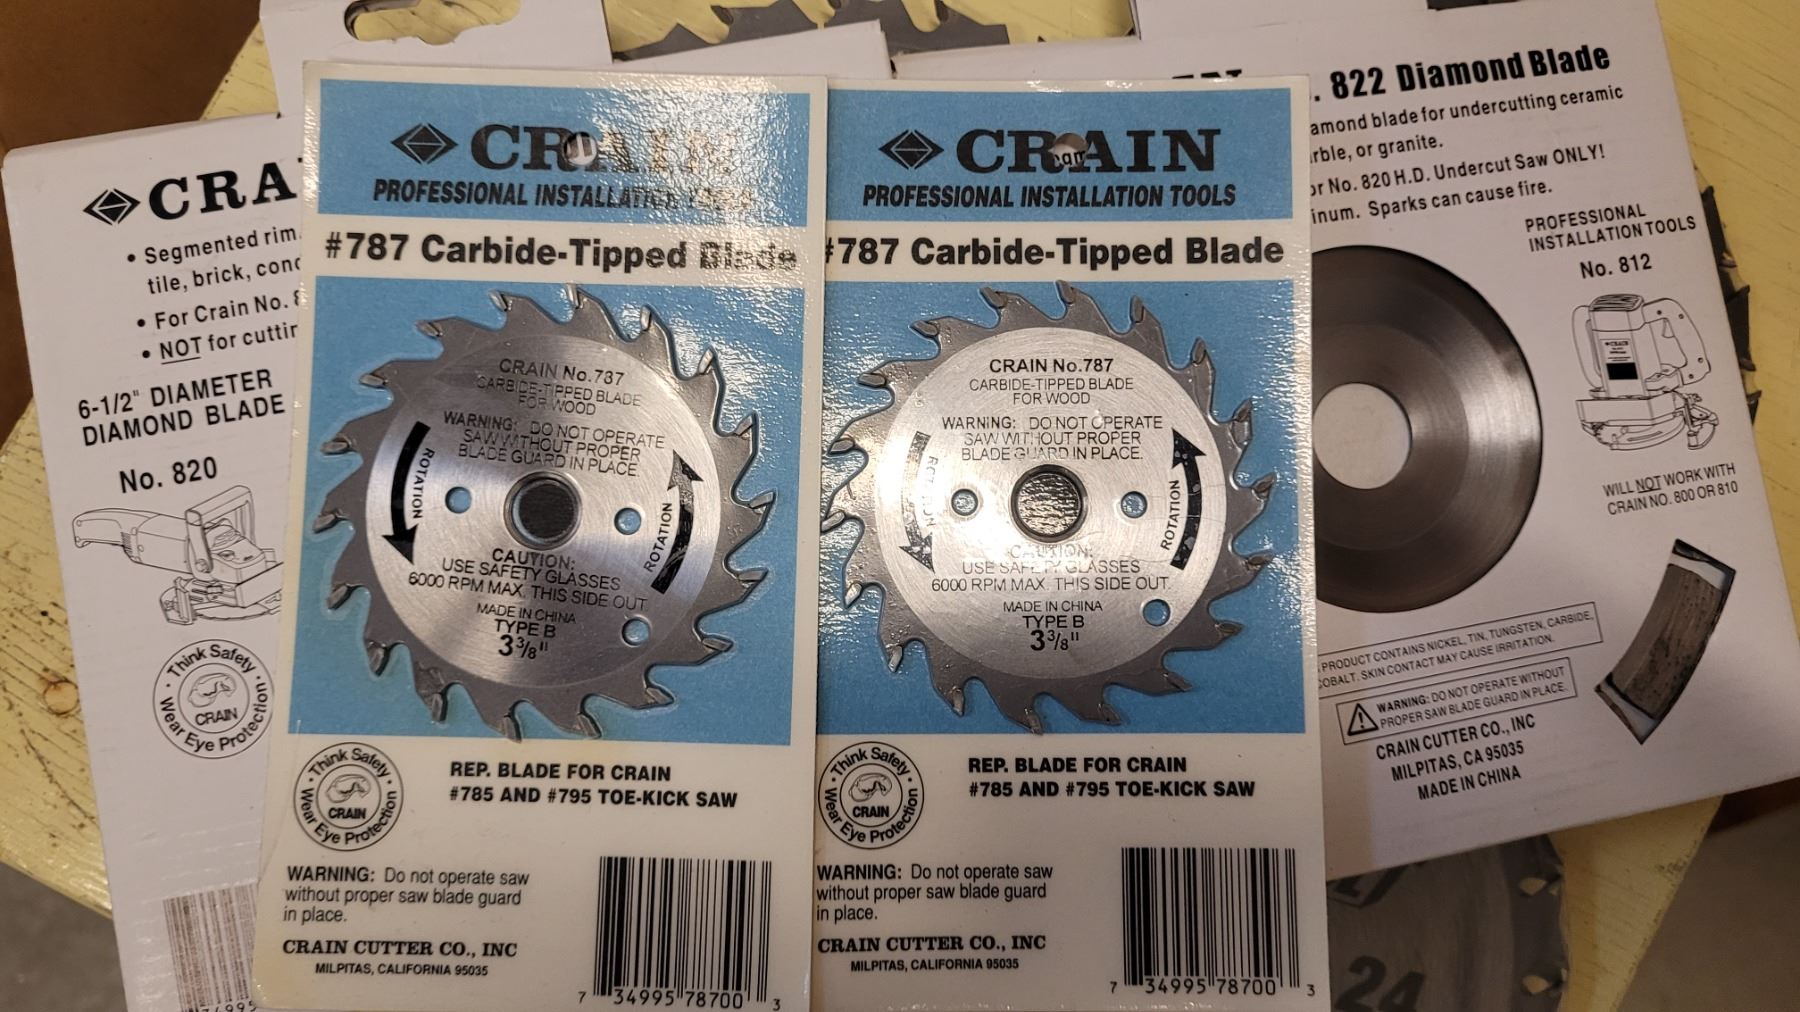 CRA
• Segmented rim
tile, brick, conc
• For Crain No. 8
• NOT for cuttin
6-1/2" DIAMETER
DIAMOND BLADE
No. 820
Think Safety
CRAIN
Wear Eye Protection
CRAIN
PROFESSIONAL INSTALLATION TOOLS
#787 Carbide-Tipped Blade
CRAIN No.787
CARBIDE-TIPPED BLADE
FOR WOOD
WARNING: DO NOT OPERATE
SAW WITHOUT PROPER
BLADE GUARD IN PLACE.
ROTATION
ROTATION
CAUTION:
USE SAFETY GLASSES
6000 RPM MAX. THIS SIDE OUT.
MADE IN CHINA
TYPE B
3 3/8"
Think Safety
CRAIN
Wear Eye Protection
REP. BLADE FOR CRAIN
#785 AND #795 TOE-KICK SAW
WARNING: Do not operate saw
without proper saw blade guard
in place.
CRAIN CUTTER CO., INC
MILPITAS, CALIFORNIA 95035
7 34995 78700 3
CRAIN
PROFESSIONAL INSTALLATION TOOLS
#787 Carbide-Tipped Blade
CRAIN No.787
CARBIDE-TIPPED BLADE
FOR WOOD
WARNING: DO NOT OPERATE
SAW WITHOUT PROPER
BLADE GUARD IN PLACE.
ROTATION
ROTATION
CAUTION:
USE SAFETY GLASSES
6000 RPM MAX. THIS SIDE OUT.
MADE IN CHINA
TYPE B
3 3/8"
Think Safety
CRAIN
Wear Eye Protection
REP. BLADE FOR CRAIN
#785 AND #795 TOE-KICK SAW
WARNING: Do not operate saw
without proper saw blade guard
in place.
CRAIN CUTTER CO., INC
MILPITAS, CALIFORNIA 95035
7 34995 78700 3
. 822 Diamond Blade
amond blade for undercutting ceramic
rble, or granite.
or No. 820 H.D. Undercut Saw ONLY!
inum. Sparks can cause fire.
PROFESSIONAL
INSTALLATION TOOLS
No. 812
CRAIN
WILL NOT WORK WITH
CRAIN NO. 800 OR 810
PRODUCT CONTAINS NICKEL, TIN, TUNGSTEN, CARBIDE,
COBALT. SKIN CONTACT MAY CAUSE IRRITATION.
WARNING: DO NOT OPERATE WITHOUT
PROPER SAW BLADE GUARD IN PLACE.
CRAIN CUTTER CO., INC
MILPITAS, CA 95035
MADE IN CHINA
24